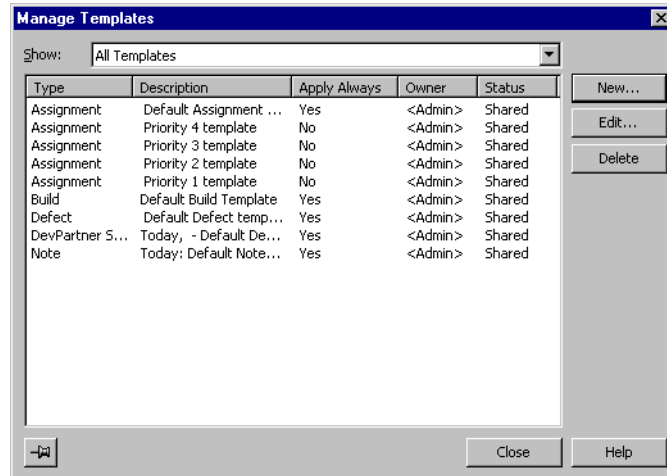 Manage Templates
Show: All Templates
Type Description Apply Always Owner Status New...
Assignment Default Assignment ... Yes <Admin> Shared
Assignment Priority 4 template No <Admin> Shared Edit...
Assignment Priority 3 template No <Admin> Shared
Assignment Priority 2 template No <Admin> Shared Delete
Assignment Priority 1 template No <Admin> Shared
Build Default Build Template Yes <Admin> Shared
Defect Default Defect temp... Yes <Admin> Shared
DevPartner S... Today, - Default De... Yes <Admin> Shared
Note Today: Default Note... Yes <Admin> Shared
Close Help